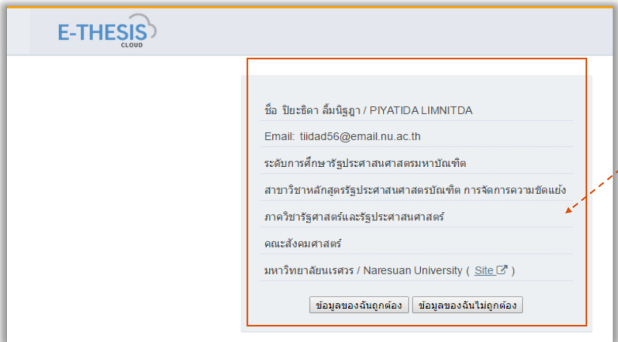 E-THESIS
CLOUD
ชื่อ ปิยะธิดา ลิ้มนิฐฎา / PIYATIDA LIMNITDA
Email: tiidad56@email.nu.ac.th
ระดับการศึกษารัฐประศาสนศาสตรมหาบัณฑิต
สาขาวิชาหลักสูตรรัฐประศาสนศาสตรบัณฑิต การจัดการความขัดแย้ง
ภาควิชารัฐศาสตร์และรัฐประศาสนศาสตร์
คณะสังคมศาสตร์
มหาวิทยาลัยนเรศวร / Naresuan University ( Site )
ข้อมูลของฉันถูกต้อง ข้อมูลของฉันไม่ถูกต้อง